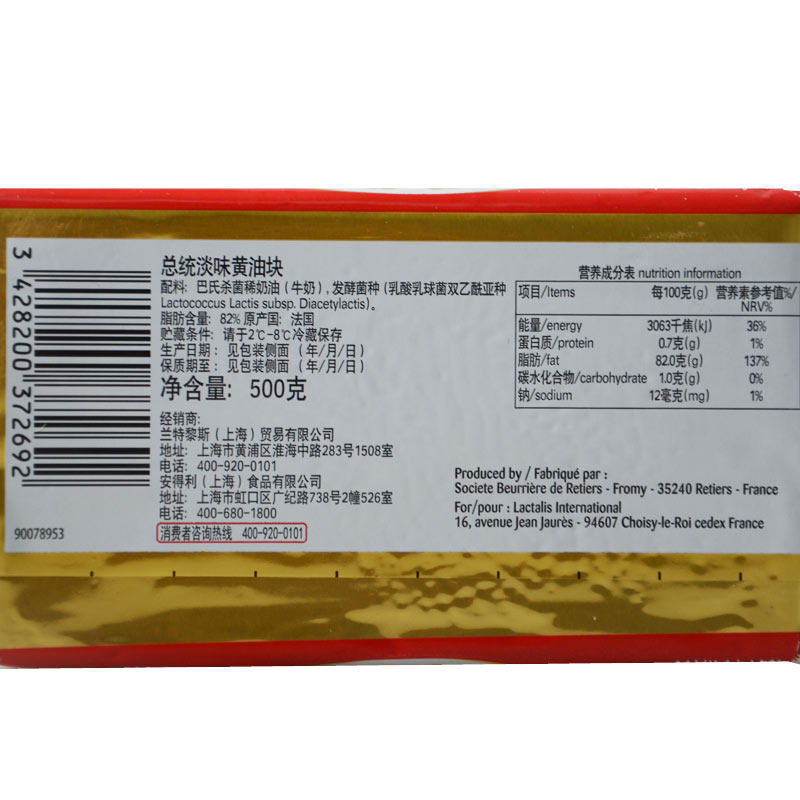 3 428200 372692
90078953
总统淡味黄油块
配料: 巴氏杀菌稀奶油(牛奶), 发酵菌种(乳酸乳球菌双乙酰亚种
Lactococcus Lactis subsp. Diacetylactis)。
脂肪含量: 82% 原产国: 法国
贮藏条件: 请于2℃-8℃冷藏保存
生产日期: 见包装侧面(年/月/日)
保质期至: 见包装侧面(年/月/日)
净含量: 500克
经销商:
兰特黎斯(上海)贸易有限公司
地址: 上海市黄浦区淮海中路283号1508室
电话: 400-920-0101
安得利(上海)食品有限公司
地址: 上海市虹口区广纪路738号2幢526室
电话: 400-680-1800
消费者咨询热线 400-920-0101
营养成分表 nutrition information
项目/Items 每100克(g) 营养素参考值%/
NRV%
能量/energy 3063千焦(kJ) 36%
蛋白质/protein 0.7克(g) 1%
脂肪/fat 82.0克(g) 137%
碳水化合物/carbohydrate 1.0克(g) 0%
钠/sodium 12毫克(mg) 1%
Produced by / Fabriqué par :
Societe Beurrière de Retiers - Fromy - 35240 Retiers - France
For/pour : Lactalis International
16, avenue Jean Jaurès - 94607 Choisy-le-Roi cedex France